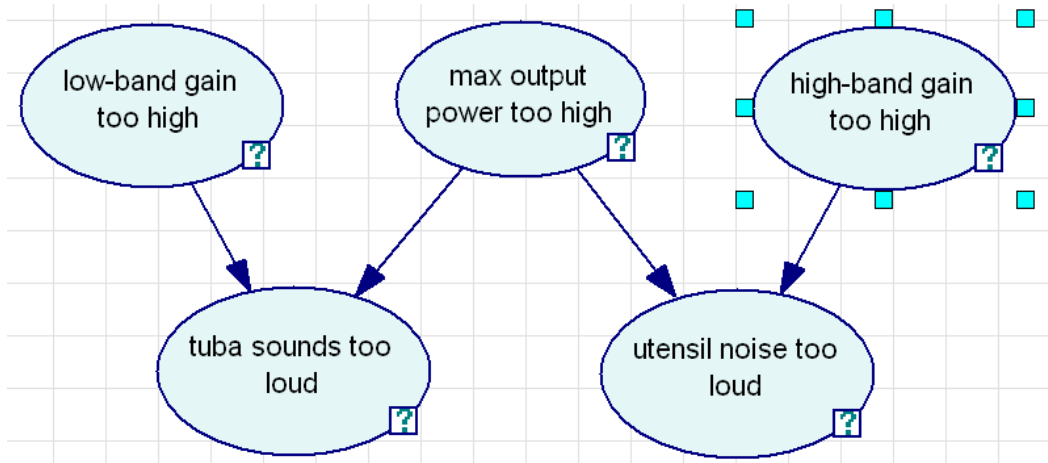 low-band gain
too high
?
max output
power too high
?
high-band gain
too high
?
tuba sounds too
loud
?
utensil noise too
loud
?